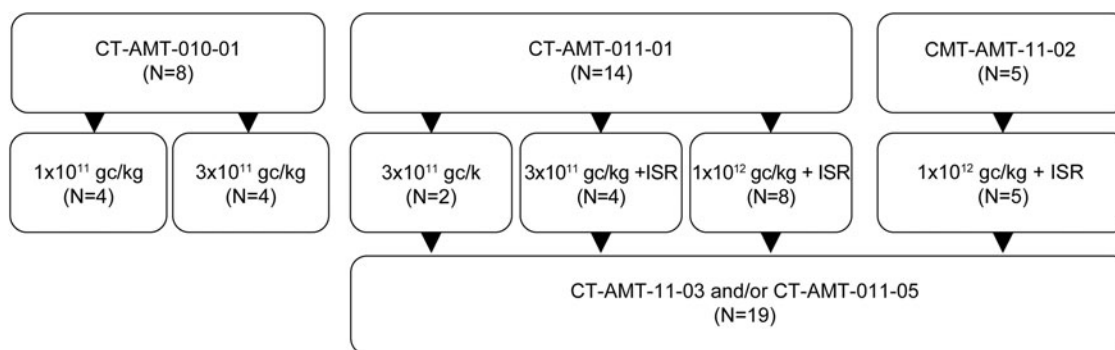 CT-AMT-010-01
(N=8)
CT-AMT-011-01
(N=14)
CMT-AMT-11-02
(N=5)
1x10¹¹ gc/kg
(N=4)
3x10¹¹ gc/kg
(N=4)
3x10¹¹ gc/k
(N=2)
3x10¹¹ gc/kg +ISR
(N=4)
1x10¹² gc/kg + ISR
(N=8)
1x10¹² gc/kg + ISR
(N=5)
CT-AMT-11-03 and/or CT-AMT-011-05
(N=19)